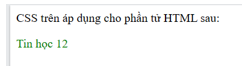 CSS trên áp dụng cho phần tử HTML sau:
Tin học 12